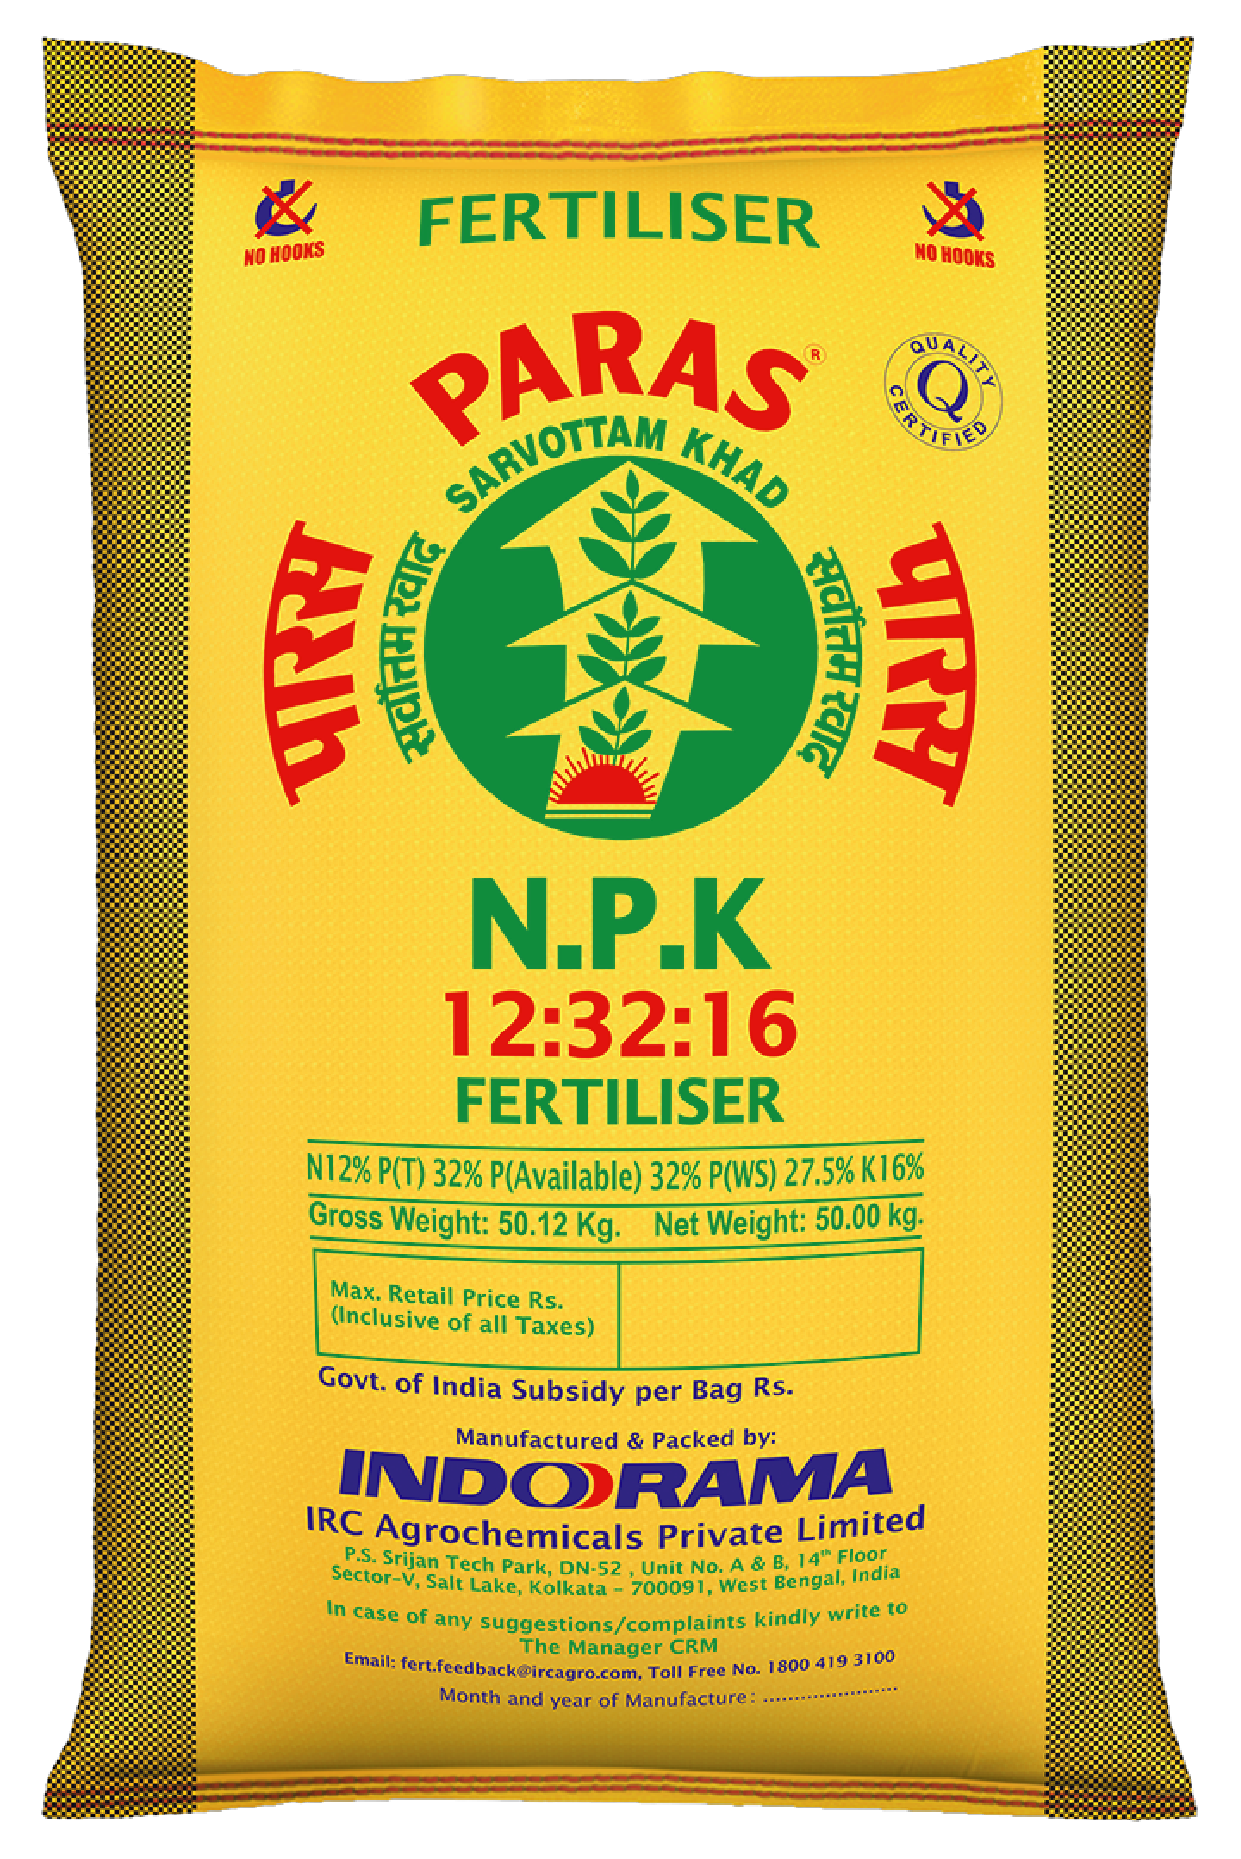 FERTILISER
NO HOOKS
NO HOOKS
PARAS®
SARVOTTAM KHAD
QUALITY
Q
CERTIFIED
पारस
सर्वोत्तम खाद
सर्वोत्तम खाद
पारस
N.P.K
12:32:16
FERTILISER
N12% P(T) 32% P(Available) 32% P(WS) 27.5% K16%
Gross Weight: 50.12 Kg. Net Weight: 50.00 kg.
Max. Retail Price Rs.
(Inclusive of all Taxes)
Govt. of India Subsidy per Bag Rs.
Manufactured & Packed by:
INDORAMA
IRC Agrochemicals Private Limited
P.S. Srijan Tech Park, DN-52 , Unit No. A & B, 14th Floor
Sector-V, Salt Lake, Kolkata - 700091, West Bengal, India
In case of any suggestions/complaints kindly write to
The Manager CRM
Email: fert.feedback@ircagro.com, Toll Free No. 1800 419 3100
Month and year of Manufacture: ........................